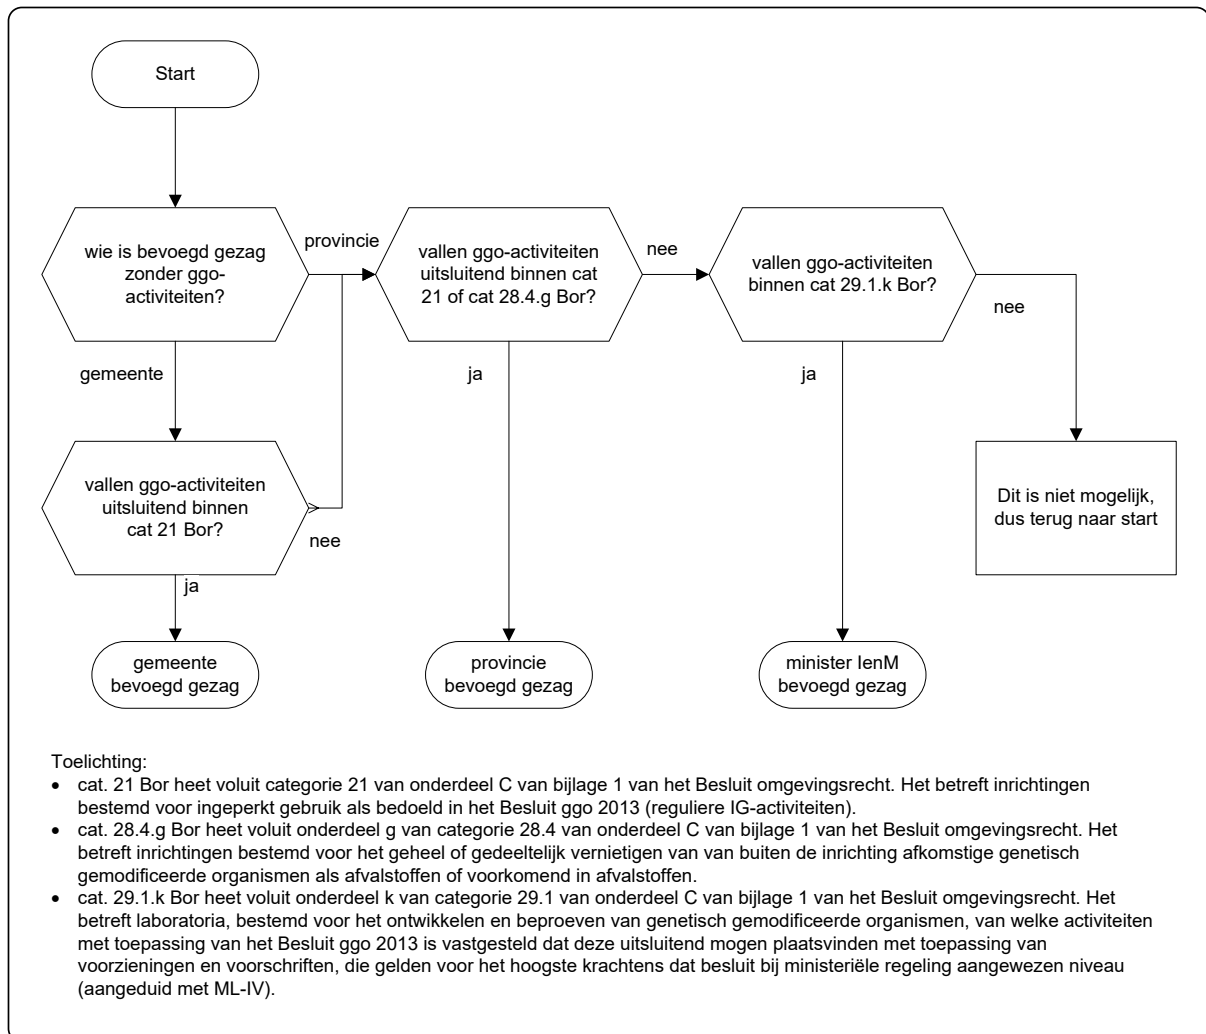 Start
wie is bevoegd gezag
zonder ggo-
activiteiten?
provincie
vallen ggo-activiteiten
uitsluitend binnen cat
21 of cat 28.4.g Bor?
nee
vallen ggo-activiteiten
binnen cat 29.1.k Bor?
nee
gemeente
ja
ja
vallen ggo-activiteiten
uitsluitend binnen
cat 21 Bor?
nee
Dit is niet mogelijk,
dus terug naar start
ja
gemeente
bevoegd gezag
provincie
bevoegd gezag
minister IenM
bevoegd gezag
Toelichting:
• cat. 21 Bor heet voluit categorie 21 van onderdeel C van bijlage 1 van het Besluit omgevingsrecht. Het betreft inrichtingen
bestemd voor ingeperkt gebruik als bedoeld in het Besluit ggo 2013 (reguliere IG-activiteiten).
• cat. 28.4.g Bor heet voluit onderdeel g van categorie 28.4 van onderdeel C van bijlage 1 van het Besluit omgevingsrecht. Het
betreft inrichtingen bestemd voor het geheel of gedeeltelijk vernietigen van van buiten de inrichting afkomstige genetisch
gemodificeerde organismen als afvalstoffen of voorkomend in afvalstoffen.
• cat. 29.1.k Bor heet voluit onderdeel k van categorie 29.1 van onderdeel C van bijlage 1 van het Besluit omgevingsrecht. Het
betreft laboratoria, bestemd voor het ontwikkelen en beproeven van genetisch gemodificeerde organismen, van welke activiteiten
met toepassing van het Besluit ggo 2013 is vastgesteld dat deze uitsluitend mogen plaatsvinden met toepassing van
voorzieningen en voorschriften, die gelden voor het hoogste krachtens dat besluit bij ministeriële regeling aangewezen niveau
(aangeduid met ML-IV).